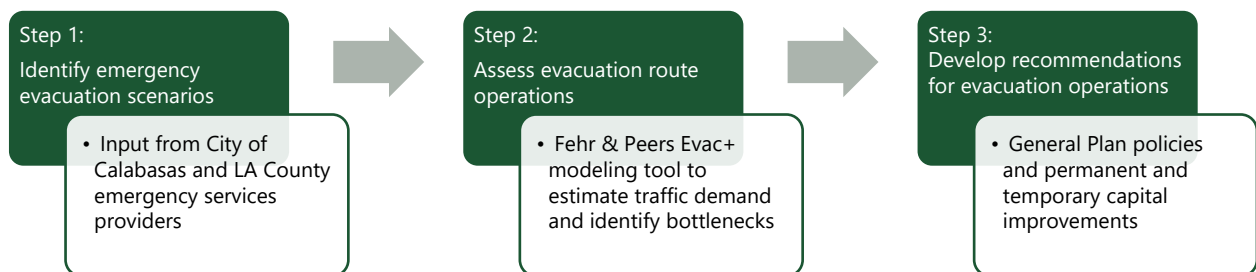 Step 1:
Identify emergency
evacuation scenarios
• Input from City of
Calabasas and LA County
emergency services
providers
Step 2:
Assess evacuation route
operations
• Fehr & Peers Evac+
modeling tool to
estimate traffic demand
and identify bottlenecks
Step 3:
Develop recommendations
for evacuation operations
• General Plan policies
and permanent and
temporary capital
improvements